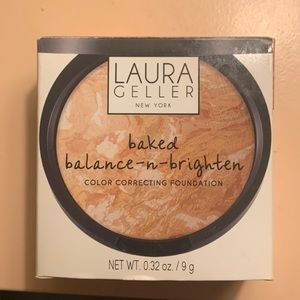 LAURA
GELLER
NEW YORK
baked
balance-n-brighten
COLOR CORRECTING FOUNDATION
NET WT. 0.32 oz. / 9 g